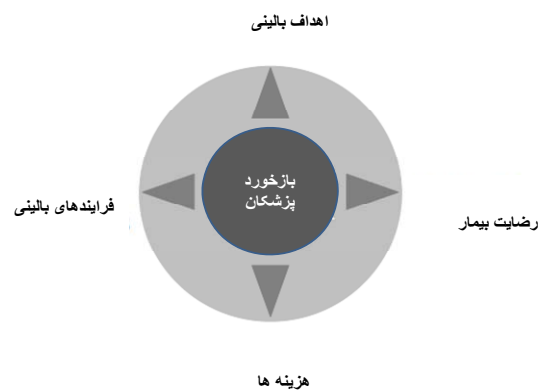 اهداف بالینی
بازخورد
پزشکان
رضایت بیمار
فرایندهای بالینی
هزینه ها